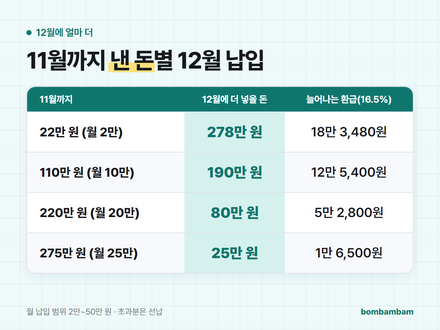 12월에 얼마 더
11월까지 낸 돈별 12월 납입
11월까지 12월에 더 넣을 돈 늘어나는 환급(16.5%)
22만 원 (월 2만) 278만 원 18만 3,480원
110만 원 (월 10만) 190만 원 12만 5,400원
220만 원 (월 20만) 80만 원 5만 2,800원
275만 원 (월 25만) 25만 원 1만 6,500원
월 납입 범위 2만~50만 원 · 초과분은 선납 bombambam